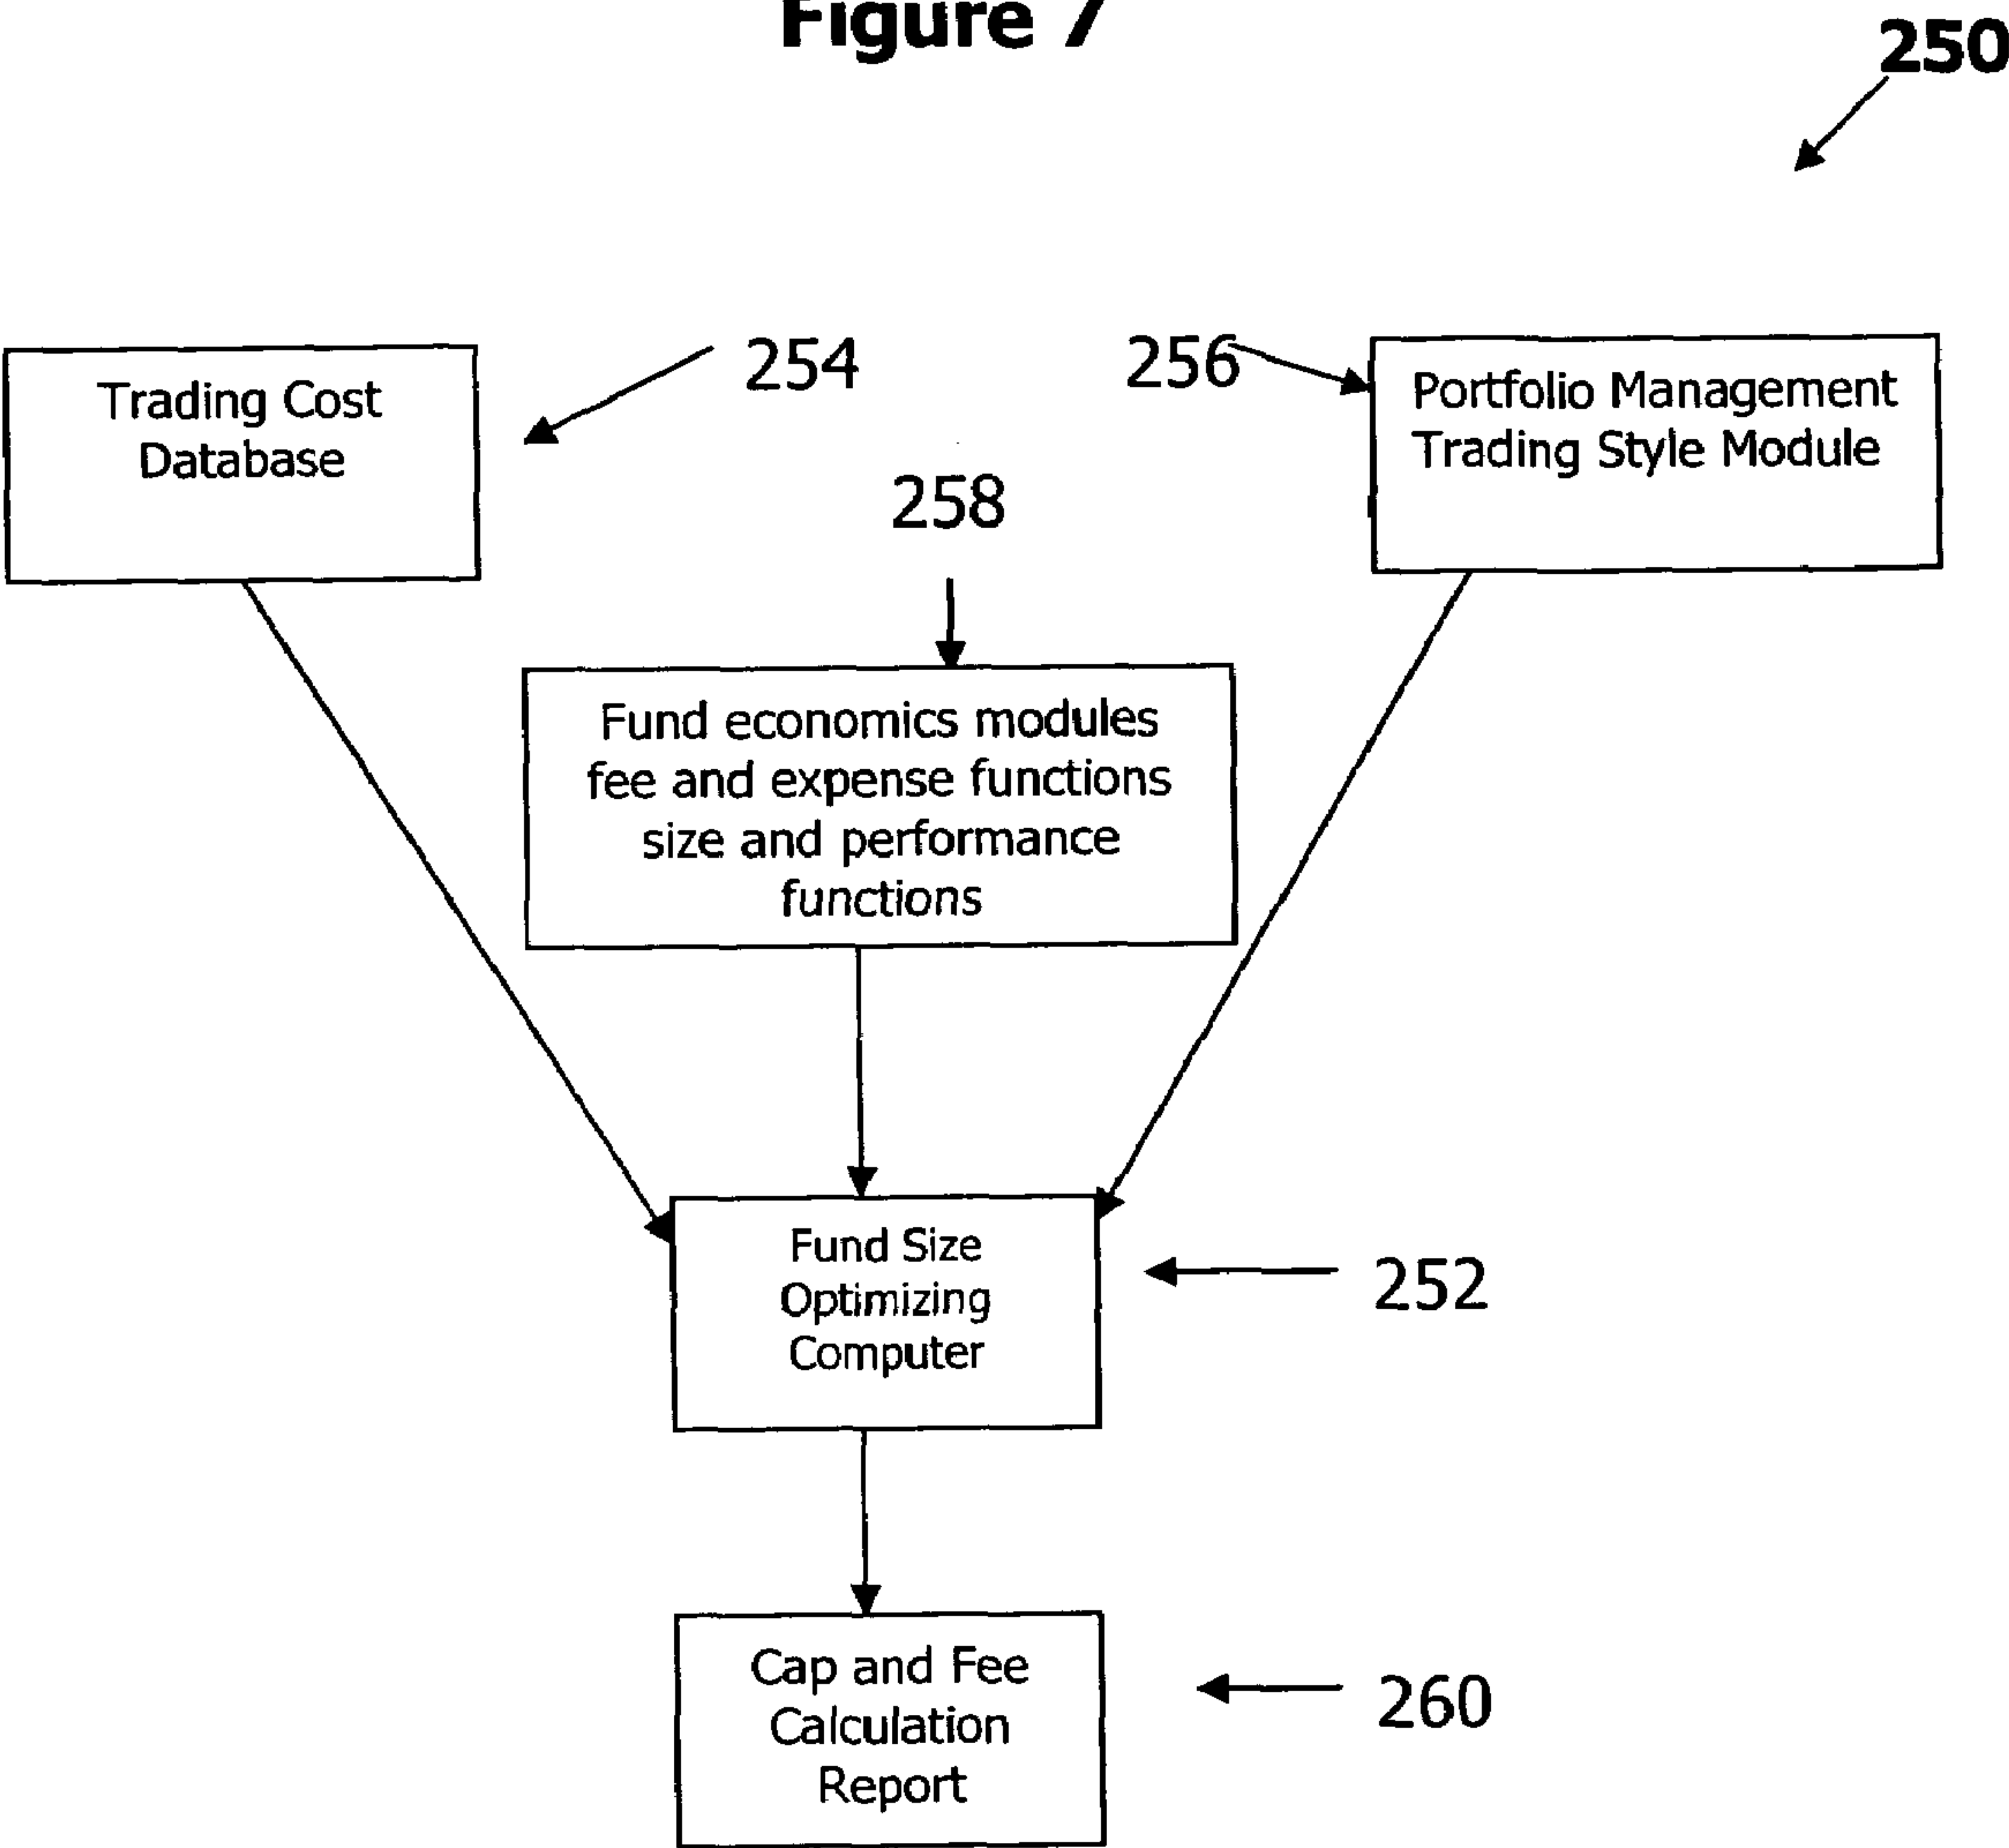 Figure 7
250
Trading Cost
Database
254
256
Portfolio Management
Trading Style Module
258
Fund economics modules
fee and expense functions
size and performance
functions
Fund Size
Optimizing
Computer
252
Cap and Fee
Calculation
Report
260